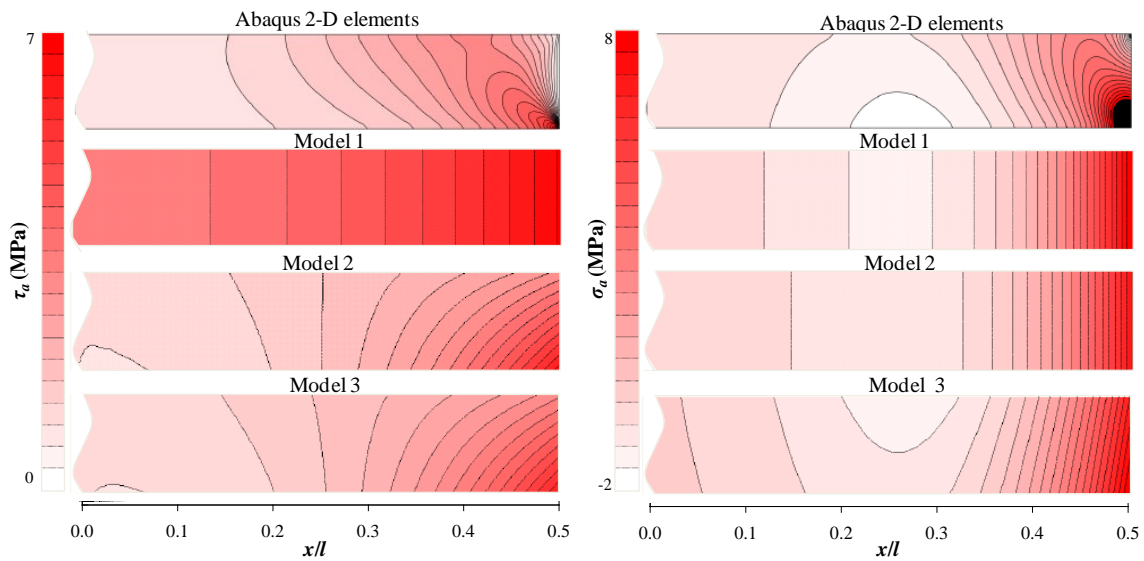 Abaqus 2-D elements
7
τa (MPa)
0
Model 1
Model 2
Model 3
0.0 0.1 0.2 0.3 0.4 0.5
x/l
Abaqus 2-D elements
8
σa (MPa)
-2
Model 1
Model 2
Model 3
0.0 0.1 0.2 0.3 0.4 0.5
x/l